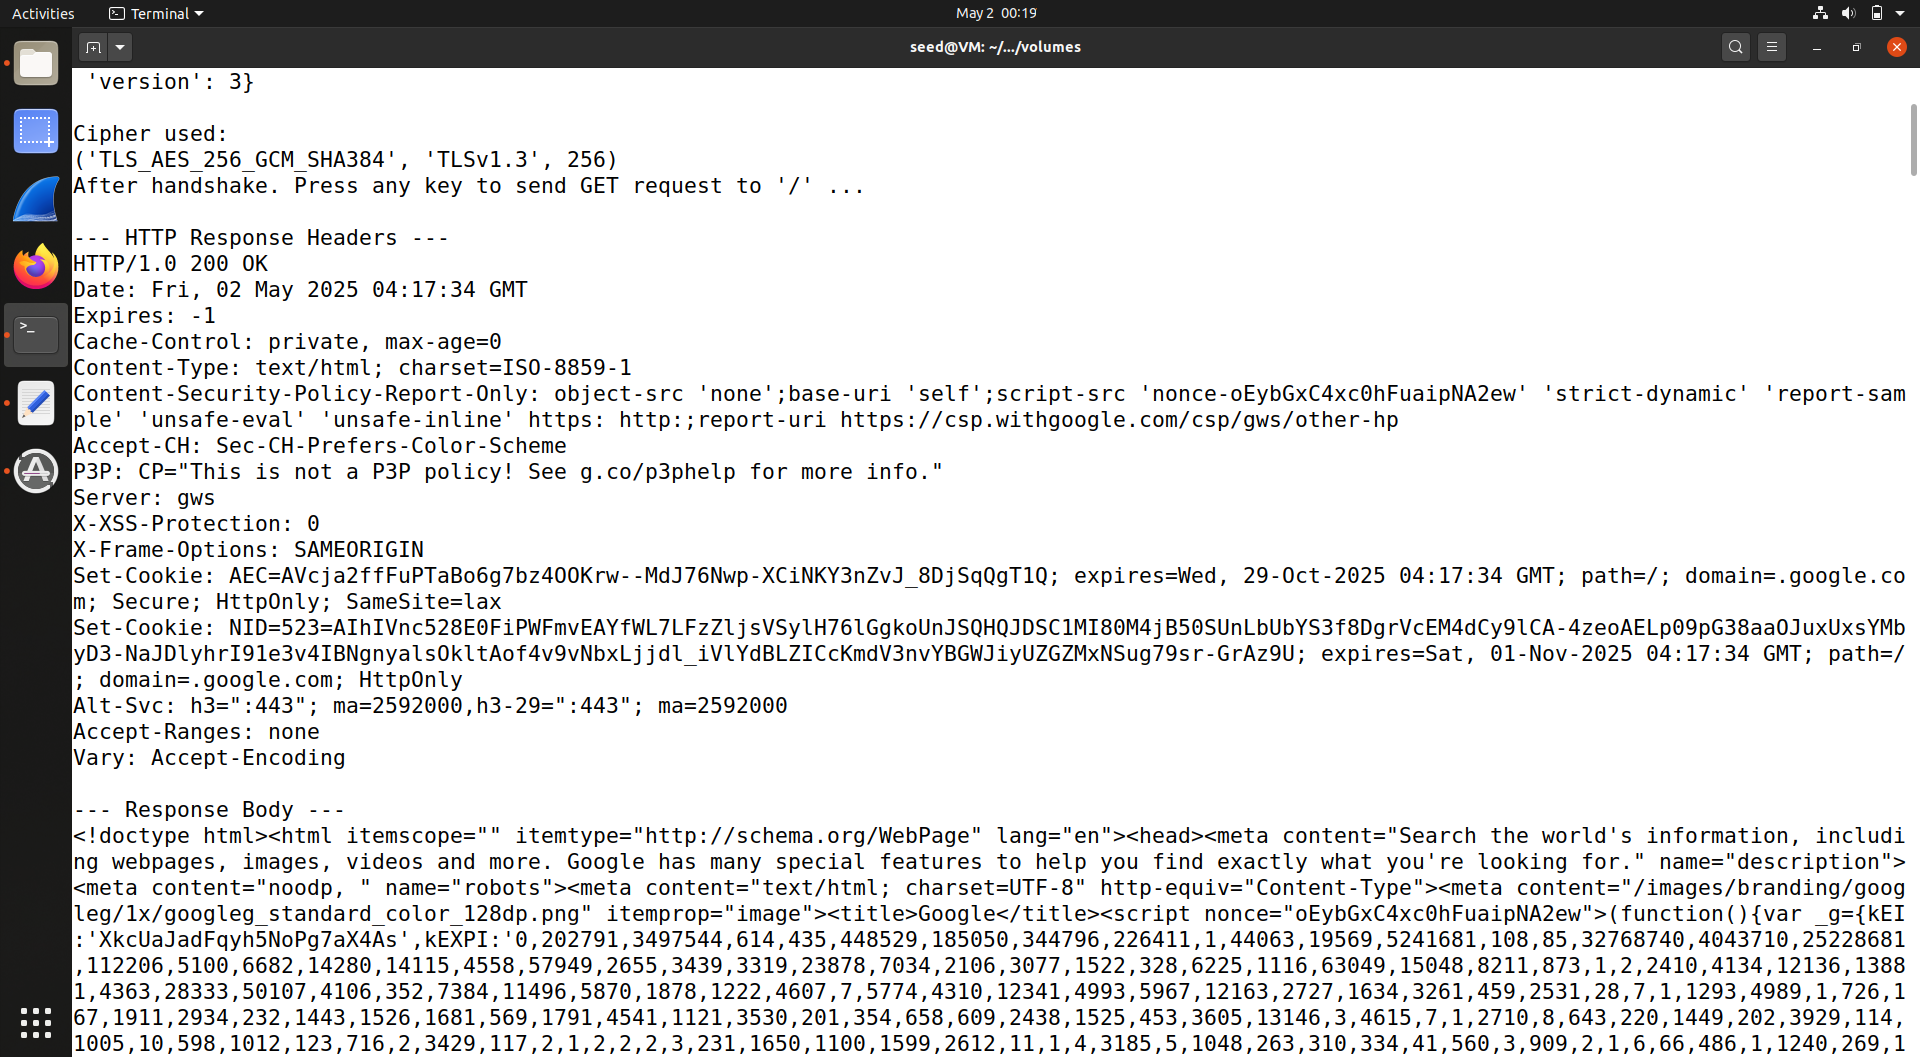 Activities
Terminal
May 2 00:19
seed@VM: ~/.../volumes
'version': 3}
Cipher used:
('TLS_AES_256_GCM_SHA384', 'TLSv1.3', 256)
After handshake. Press any key to send GET request to '/' ...
--- HTTP Response Headers ---
HTTP/1.0 200 OK
Date: Fri, 02 May 2025 04:17:34 GMT
Expires: -1
Cache-Control: private, max-age=0
Content-Type: text/html; charset=ISO-8859-1
Content-Security-Policy-Report-Only: object-src 'none';base-uri 'self';script-src 'nonce-oEybGxC4xc0hFuaipNA2ew' 'strict-dynamic' 'report-sam
ple' 'unsafe-eval' 'unsafe-inline' https: http:;report-uri https://csp.withgoogle.com/csp/gws/other-hp
Accept-CH: Sec-CH-Prefers-Color-Scheme
P3P: CP="This is not a P3P policy! See g.co/p3phelp for more info."
Server: gws
X-XSS-Protection: 0
X-Frame-Options: SAMEORIGIN
Set-Cookie: AEC=AVcja2ffFuPTaBo6g7bz4OOKrw--MdJ76Nwp-XCiNKY3nZvJ_8DjSqQgT1Q; expires=Wed, 29-Oct-2025 04:17:34 GMT; path=/; domain=.google.co
m; Secure; HttpOnly; SameSite=lax
Set-Cookie: NID=523=AIhIVnc528E0FiPWFmvEAYfWL7LFzZljsVSylH76lGgkoUnJSQHQJDSC1MI80M4jB50SUnLbUbYS3f8DgrVcEM4dCy9lCA-4zeoAELp09pG38aaOJuxUxsYMb
yD3-NaJDlyhrI91e3v4IBNgnyalsOkltAof4v9vNbxLjjdl_iVlYdBLZICcKmdV3nvYBGWJiyUZGZMxNSug79sr-GrAz9U; expires=Sat, 01-Nov-2025 04:17:34 GMT; path=/
; domain=.google.com; HttpOnly
Alt-Svc: h3=":443"; ma=2592000,h3-29=":443"; ma=2592000
Accept-Ranges: none
Vary: Accept-Encoding
--- Response Body ---
<!doctype html><html itemscope="" itemtype="http://schema.org/WebPage" lang="en"><head><meta content="Search the world's information, includi
ng webpages, images, videos and more. Google has many special features to help you find exactly what you're looking for." name="description">
<meta content="noodp, " name="robots"><meta content="text/html; charset=UTF-8" http-equiv="Content-Type"><meta content="/images/branding/goog
leg/1x/googleg_standard_color_128dp.png" itemprop="image"><title>Google</title><script nonce="oEybGxC4xc0hFuaipNA2ew">(function(){var _g={kEI
:'XkcUaJadFqyh5NoPg7aX4As',kEXPI:'0,202791,3497544,614,435,448529,185050,344796,226411,1,44063,19569,5241681,108,85,32768740,4043710,25228681
,112206,5100,6682,14280,14115,4558,57949,2655,3439,3319,23878,7034,2106,3077,1522,328,6225,1116,63049,15048,8211,873,1,2,2410,4134,12136,1388
1,4363,28333,50107,4106,352,7384,11496,5870,1878,1222,4607,7,5774,4310,12341,4993,5967,12163,2727,1634,3261,459,2531,28,7,1,1293,4989,1,726,1
67,1911,2934,232,1443,1526,1681,569,1791,4541,1121,3530,201,354,658,609,2438,1525,453,3605,13146,3,4615,7,1,2710,8,643,220,1449,202,3929,114,
1005,10,598,1012,123,716,2,3429,117,2,1,2,2,2,3,231,1650,1100,1599,2612,11,1,4,3185,5,1048,263,310,334,41,560,3,909,2,1,6,66,486,1,1240,269,1